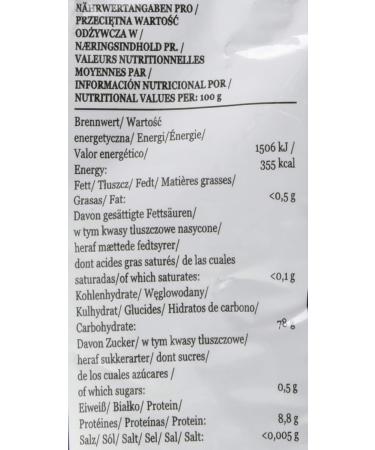 NÄHRWERTANGABEN PRO /
PRZECIĘTNA WARTOŚĆ
ODŻYWCZA W /
NÆRINGSINDHOLD PR. /
VALEURS NUTRITIONNELLES
MOYENNES PAR /
INFORMACIÓN NUTRICIONAL POR /
NUTRITIONAL VALUES PER: 100 g
Brennwert/ Wartość
energetyczna/ Energi/Énergie/
Valor energético/ 1506 kJ /
Energy: 355 kcal
Fett/ Tłuszcz/ Fedt/ Matières grasses/
Grasas/ Fat: <0,5 g
Davon gesättigte Fettsäuren/
w tym kwasy tłuszczowe nasycone/
heraf mættede fedtsyrer/
dont acides gras saturés/ de las cuales
saturadas/of which saturates: <0,1 g
Kohlenhydrate/ Węglowodany/
Kulhydrat/ Glucides/ Hidratos de carbono/
Carbohydrate: 78 g
Davon Zucker/ w tym kwasy tłuszczowe/
heraf sukkerarter/ dont sucres/
de los cuales azúcares /
of which sugars: 0,5 g
Eiweiß/ Białko/ Protein/
Protéines/ Proteínas/ Protein: 8,8 g
Salz/ Sól/ Salt/ Sel/ Sal/ Salt: <0,005 g